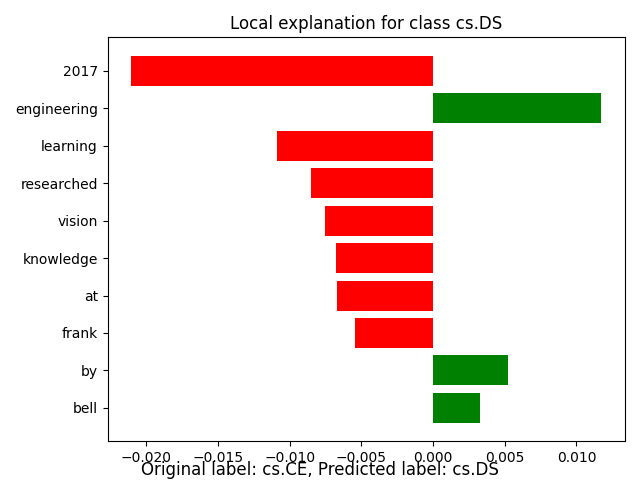 Local explanation for class cs.DS
2017
engineering
learning
researched
vision
knowledge
at
frank
by
bell
−0.020 −0.015 −0.010 −0.005 0.000 0.005 0.010
Original label: cs.CE, Predicted label: cs.DS